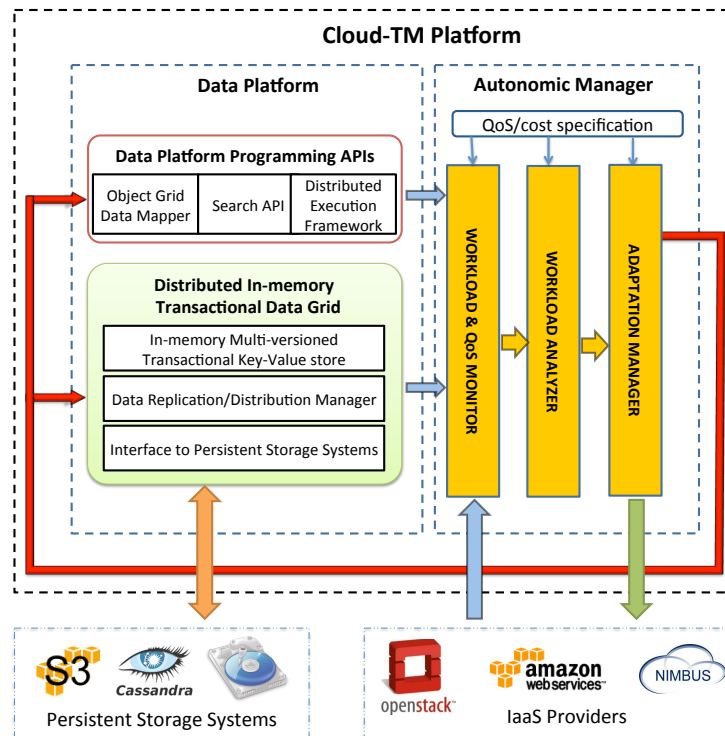 Cloud-TM Platform
Data Platform
Data Platform Programming APIs
Object Grid
Data Mapper
Search API
Distributed
Execution
Framework
Distributed In-memory
Transactional Data Grid
In-memory Multi-versioned
Transactional Key-Value store
Data Replication/Distribution Manager
Interface to Persistent Storage Systems
Autonomic Manager
QoS/cost specification
WORKLOAD & QoS MONITOR
WORKLOAD ANALYZER
ADAPTATION MANAGER
S3
Cassandra
Persistent Storage Systems
openstack™
amazon
webservices™
NIMBUS
IaaS Providers